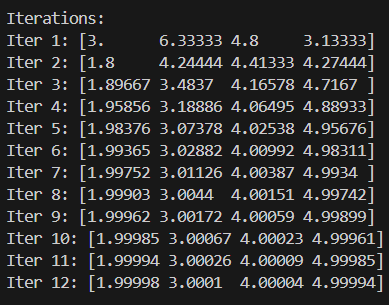 Iterations:
Iter 1: [3.      6.33333 4.8     3.13333]
Iter 2: [1.8     4.24444 4.41333 4.27444]
Iter 3: [1.89667 3.4837  4.16578 4.7167 ]
Iter 4: [1.95856 3.18886 4.06495 4.88933]
Iter 5: [1.98376 3.07378 4.02538 4.95676]
Iter 6: [1.99365 3.02882 4.00992 4.98311]
Iter 7: [1.99752 3.01126 4.00387 4.9934 ]
Iter 8: [1.99903 3.0044  4.00151 4.99742]
Iter 9: [1.99962 3.00172 4.00059 4.99899]
Iter 10: [1.99985 3.00067 4.00023 4.99961]
Iter 11: [1.99994 3.00026 4.00009 4.99985]
Iter 12: [1.99998 3.0001  4.00004 4.99994]